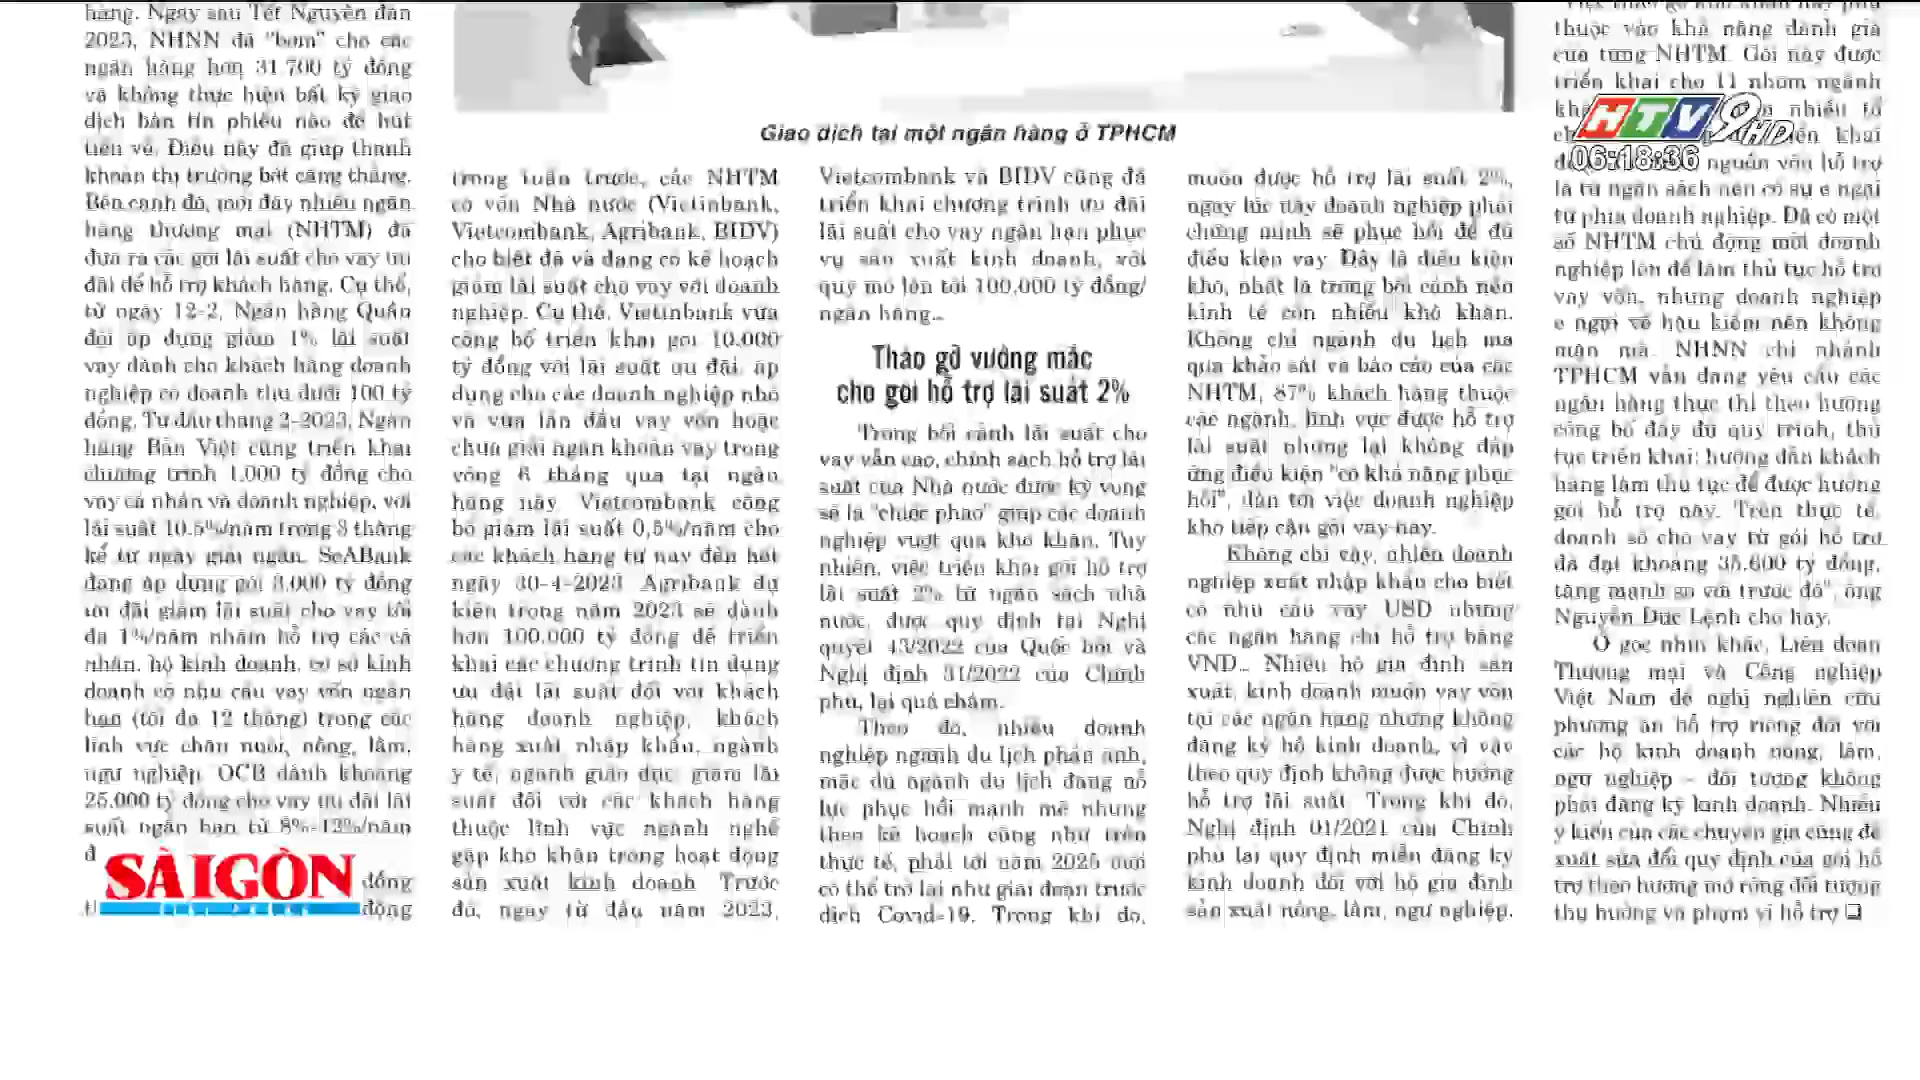 hàng. Ngay sau Tết Nguyên đán
2023, NHNN đã "bơm" cho các
ngân hàng hơn 31.700 tỷ đồng
và không thực hiện bất kỳ giao
dịch bán tín phiếu nào để hút
tiền về. Điều này đã giúp thanh
khoản thị trường bớt căng thẳng.
Bên cạnh đó, mới đây nhiều ngân
hàng thương mại (NHTM) đã
đưa ra các gói lãi suất cho vay ưu
đãi để hỗ trợ khách hàng. Cụ thể,
từ ngày 12-2, Ngân hàng Quân
đội áp dụng giảm 1% lãi suất
vay dành cho khách hàng doanh
nghiệp có doanh thu dưới 100 tỷ
đồng. Từ đầu tháng 2-2023, Ngân
hàng Bản Việt cũng triển khai
chương trình 1.000 tỷ đồng cho
vay cá nhân và doanh nghiệp, với
lãi suất 10.5%/năm trong 3 tháng
kể từ ngày giải ngân. SeABank
đang áp dụng gói 3.000 tỷ đồng
ưu đãi giảm lãi suất cho vay tối
đa 1%/năm nhằm hỗ trợ các cá
nhân, hộ kinh doanh, cơ sở kinh
doanh có nhu cầu vay vốn ngắn
hạn (tối đa 12 tháng) trong các
lĩnh vực chăn nuôi, nông, lâm,
ngư nghiệp. OCB dành khoảng
25.000 tỷ đồng cho vay ưu đãi lãi
suất ngắn hạn từ 8%-12%/năm
đồng
động
SÀI GÒN
Giao dịch tại một ngân hàng ở TPHCM
trong tuần trước, các NHTM
có vốn Nhà nước (Vietinbank,
Vietcombank, Agribank, BIDV)
cho biết đã và đang có kế hoạch
giảm lãi suất cho vay với doanh
nghiệp. Cụ thể, Vietinbank vừa
công bố triển khai gói 10.000
tỷ đồng với lãi suất ưu đãi, áp
dụng cho các doanh nghiệp nhỏ
và vừa lần đầu vay vốn hoặc
chưa giải ngân khoản vay trong
vòng 6 tháng qua tại ngân
hàng này. Vietcombank công
bố giảm lãi suất 0,5%/năm cho
các khách hàng từ nay đến hết
ngày 30-4-2023. Agribank dự
kiến trong năm 2023 sẽ dành
hơn 100.000 tỷ đồng để triển
khai các chương trình tín dụng
ưu đãi lãi suất đối với khách
hàng doanh nghiệp, khách
hàng xuất nhập khẩu, ngành
y tế, ngành giáo dục; giảm lãi
suất đối với các khách hàng
thuộc lĩnh vực ngành nghề
gặp khó khăn trong hoạt động
sản xuất kinh doanh. Trước
đó, ngay từ đầu năm 2023,
Vietcombank và BIDV cũng đã
triển khai chương trình ưu đãi
lãi suất cho vay ngắn hạn phục
vụ sản xuất kinh doanh, với
quy mô lên tới 100.000 tỷ đồng/
ngân hàng...
Tháo gỡ vướng mắc
cho gói hỗ trợ lãi suất 2%
Trong bối cảnh lãi suất cho
vay vẫn cao, chính sách hỗ trợ lãi
suất của Nhà nước được kỳ vọng
sẽ là "chiếc phao" giúp các doanh
nghiệp vượt qua khó khăn. Tuy
nhiên, việc triển khai gói hỗ trợ
lãi suất 2% từ ngân sách nhà
nước, được quy định tại Nghị
quyết 43/2022 của Quốc hội và
Nghị định 31/2022 của Chính
phủ, lại quá chậm.
Theo đó, nhiều doanh
nghiệp ngành du lịch phản ánh,
mặc dù ngành du lịch đang nỗ
lực phục hồi mạnh mẽ nhưng
theo kế hoạch cũng như trên
thực tế, phải tới năm 2025 mới
có thể trở lại như giai đoạn trước
dịch Covid-19. Trong khi đó,
muốn được hỗ trợ lãi suất 2%,
ngay lúc này doanh nghiệp phải
chứng minh sẽ phục hồi để đủ
điều kiện vay. Đây là điều kiện
khó, nhất là trong bối cảnh nền
kinh tế còn nhiều khó khăn.
Không chỉ ngành du lịch mà
qua khảo sát và báo cáo của các
NHTM, 87% khách hàng thuộc
các ngành, lĩnh vực được hỗ trợ
lãi suất nhưng lại không đáp
ứng điều kiện "có khả năng phục
hồi", dẫn tới việc doanh nghiệp
khó tiếp cận gói vay này.
Không chỉ vậy, nhiều doanh
nghiệp xuất nhập khẩu cho biết
có nhu cầu vay USD nhưng
các ngân hàng chỉ hỗ trợ bằng
VND... Nhiều hộ gia đình sản
xuất, kinh doanh muốn vay vốn
tại các ngân hàng nhưng không
đăng ký hộ kinh doanh, vì vậy
theo quy định không được hưởng
hỗ trợ lãi suất. Trong khi đó,
Nghị định 01/2021 của Chính
phủ lại quy định miễn đăng ký
kinh doanh đối với hộ gia đình
sản xuất nông, lâm, ngư nghiệp.
thuộc vào khả năng đánh giá
của từng NHTM. Gói này được
triển khai cho 11 nhóm ngành
nhiều tổ
khai
nguồn vốn hỗ trợ
là từ ngân sách nên có sự e ngại
từ phía doanh nghiệp. Đã có một
số NHTM chủ động mời doanh
nghiệp lên để làm thủ tục hỗ trợ
vay vốn, nhưng doanh nghiệp
e ngại về hậu kiểm nên không
mặn mà. NHNN chi nhánh
TPHCM vẫn đang yêu cầu các
ngân hàng thực thi theo hướng
công bố đầy đủ quy trình, thủ
tục triển khai; hướng dẫn khách
hàng làm thủ tục để được hưởng
gói hỗ trợ này. "Trên thực tế,
doanh số cho vay từ gói hỗ trợ
đã đạt khoảng 35.600 tỷ đồng,
tăng mạnh so với trước đó", ông
Nguyễn Đức Lệnh cho hay.
Ở góc nhìn khác, Liên đoàn
Thương mại và Công nghiệp
Việt Nam đề nghị nghiên cứu
phương án hỗ trợ riêng đối với
các hộ kinh doanh nông, lâm,
ngư nghiệp - đối tượng không
phải đăng ký kinh doanh. Nhiều
ý kiến của các chuyên gia cũng đề
xuất sửa đổi quy định của gói hỗ
trợ theo hướng mở rộng đối tượng
thụ hưởng và phạm vi hỗ trợ
HTV9 HD
06:18:36